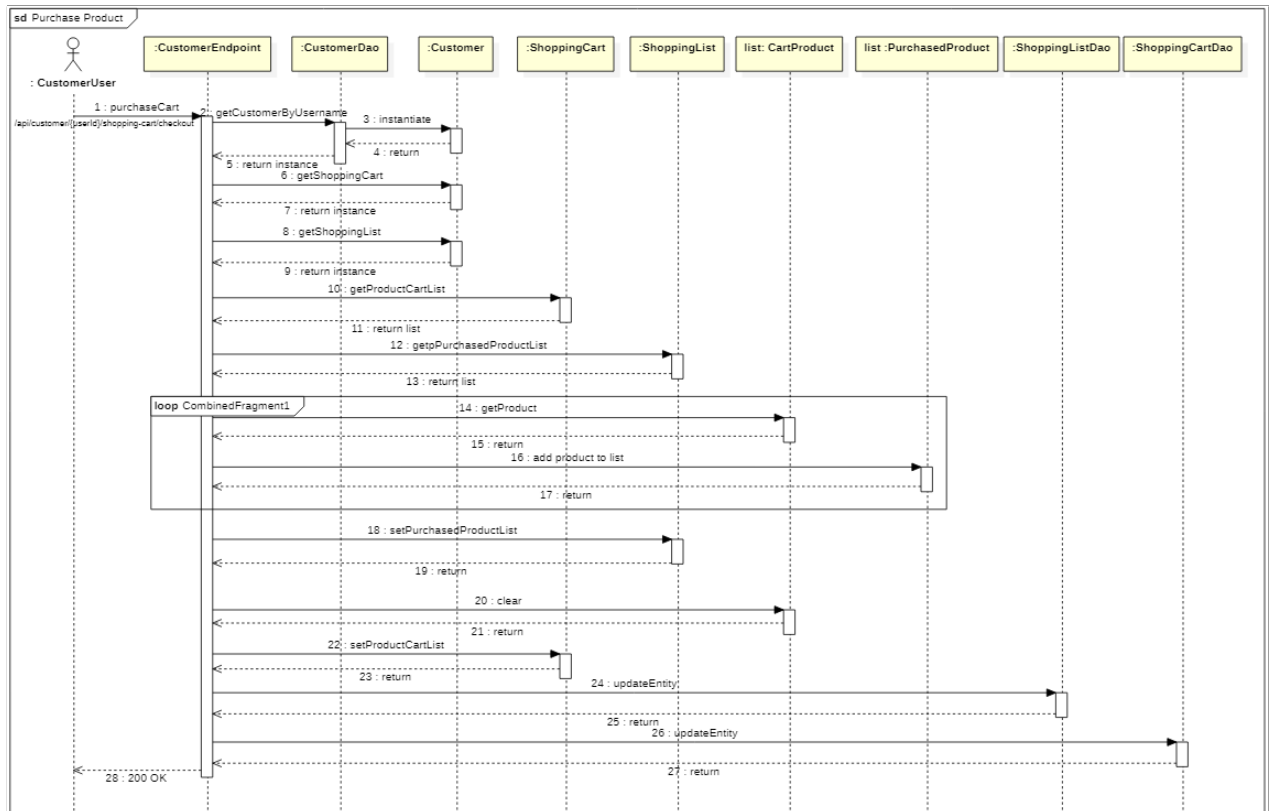 sd Purchase Product
:CustomerEndpoint
:CustomerDao
:Customer
:ShoppingCart
:ShoppingList
list: CartProduct
list :PurchasedProduct
:ShoppingListDao
:ShoppingCartDao
: CustomerUser
1 : purchaseCart
/api/customer/{userId}/shopping-cart/checkout
2 : getCustomerByUsername
3 : instantiate
4 : return
5 : return instance
6 : getShoppingCart
7 : return instance
8 : getShoppingList
9 : return instance
10 : getProductCartList
11 : return list
12 : getpPurchasedProductList
13 : return list
loop CombinedFragment1
14 : getProduct
15 : return
16 : add product to list
17 : return
18 : setPurchasedProductList
19 : return
20 : clear
21 : return
22 : setProductCartList
23 : return
24 : updateEntity
25 : return
26 : updateEntity
27 : return
28 : 200 OK